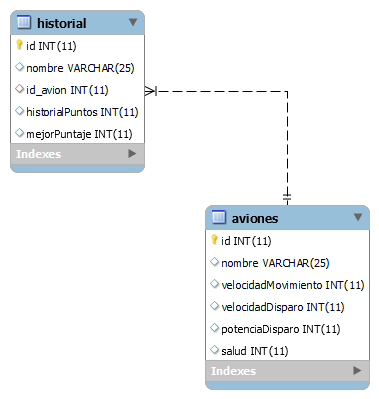 historial
id INT(11)
nombre VARCHAR(25)
id_avion INT(11)
historialPuntos INT(11)
mejorPuntaje INT(11)
Indexes
aviones
id INT(11)
nombre VARCHAR(25)
velocidadMovimiento INT(11)
velocidadDisparo INT(11)
potenciaDisparo INT(11)
salud INT(11)
Indexes